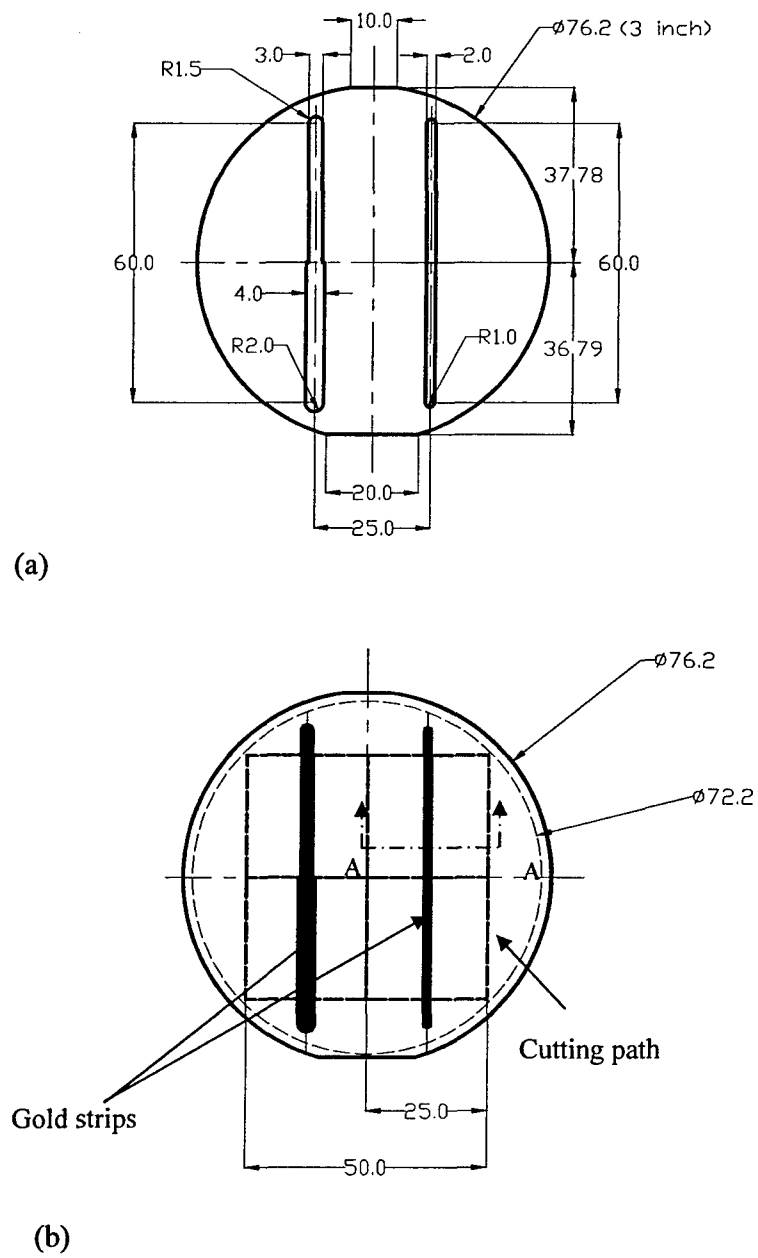 10.0
Ø76.2 (3 inch)
3.0
2.0
R1.5
37.78
60.0
60.0
4.0
R2.0
R1.0
36.79
20.0
25.0
(a)
Ø76.2
Ø72.2
A
A
Cutting path
Gold strips
25.0
50.0
(b)